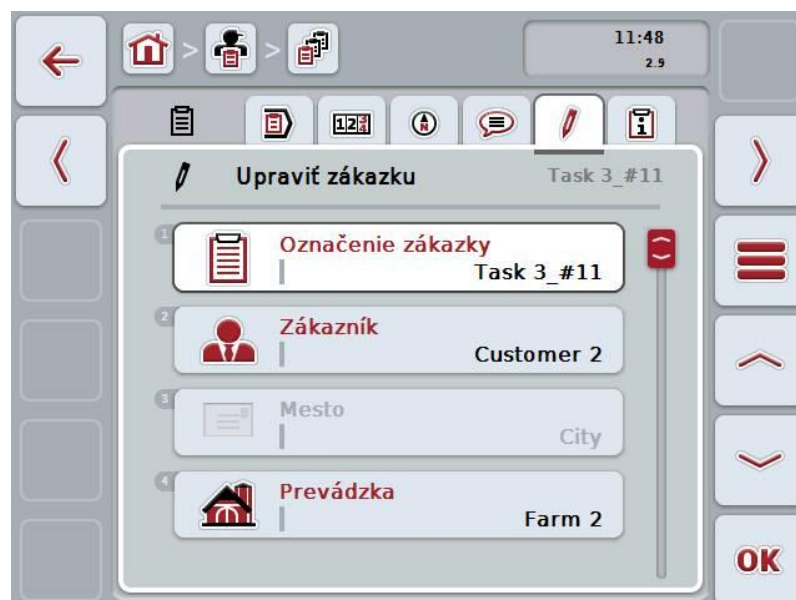 > >
11:48
2.9
Upraviť zákazku Task 3_#11
1
Označenie zákazky
Task 3_#11
2
Zákazník
Customer 2
3
Mesto
City
4
Prevádzka
Farm 2
OK